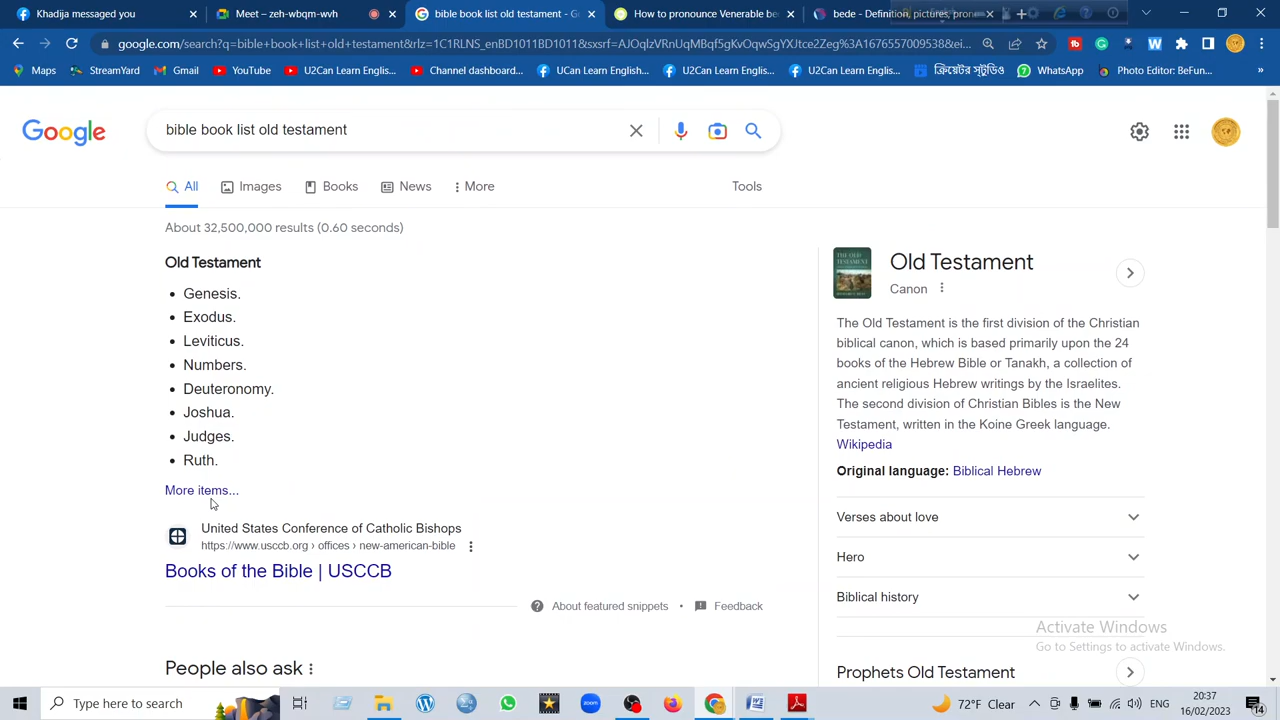 Khadija messaged you
Meet – zeh-wbqm-wvh
bible book list old testament - G
How to pronounce Venerable be
bede - Definition, pictures, pron
google.com/search?q=bible+book+list+old+testament&rlz=1C1RLNS_enBD1011BD1011&sxsrf=AJOqlzVRnUqMBqf5gKvOqwSgYXJtce2Zeg%3A1676557009538&ei...
Maps
StreamYard
Gmail
YouTube
U2Can Learn Englis...
Channel dashboard...
UCan Learn English...
U2Can Learn Englis...
U2Can Learn Englis...
ক্রিয়েটর স্টুডিও
WhatsApp
Photo Editor: BeFun...
Google
bible book list old testament
All
Images
Books
News
More
Tools
About 32,500,000 results (0.60 seconds)
Old Testament
Genesis.
Exodus.
Leviticus.
Numbers.
Deuteronomy.
Joshua.
Judges.
Ruth.
More items...
United States Conference of Catholic Bishops
https://www.usccb.org › offices › new-american-bible
Books of the Bible | USCCB
About featured snippets • Feedback
People also ask
Old Testament
Canon
The Old Testament is the first division of the Christian
biblical canon, which is based primarily upon the 24
books of the Hebrew Bible or Tanakh, a collection of
ancient religious Hebrew writings by the Israelites.
The second division of Christian Bibles is the New
Testament, written in the Koine Greek language.
Wikipedia
Original language: Biblical Hebrew
Verses about love
Hero
Biblical history
Activate Windows
Go to Settings to activate Windows.
Prophets Old Testament
Type here to search
zoom
72°F Clear
ENG
20:37
16/02/2023
14